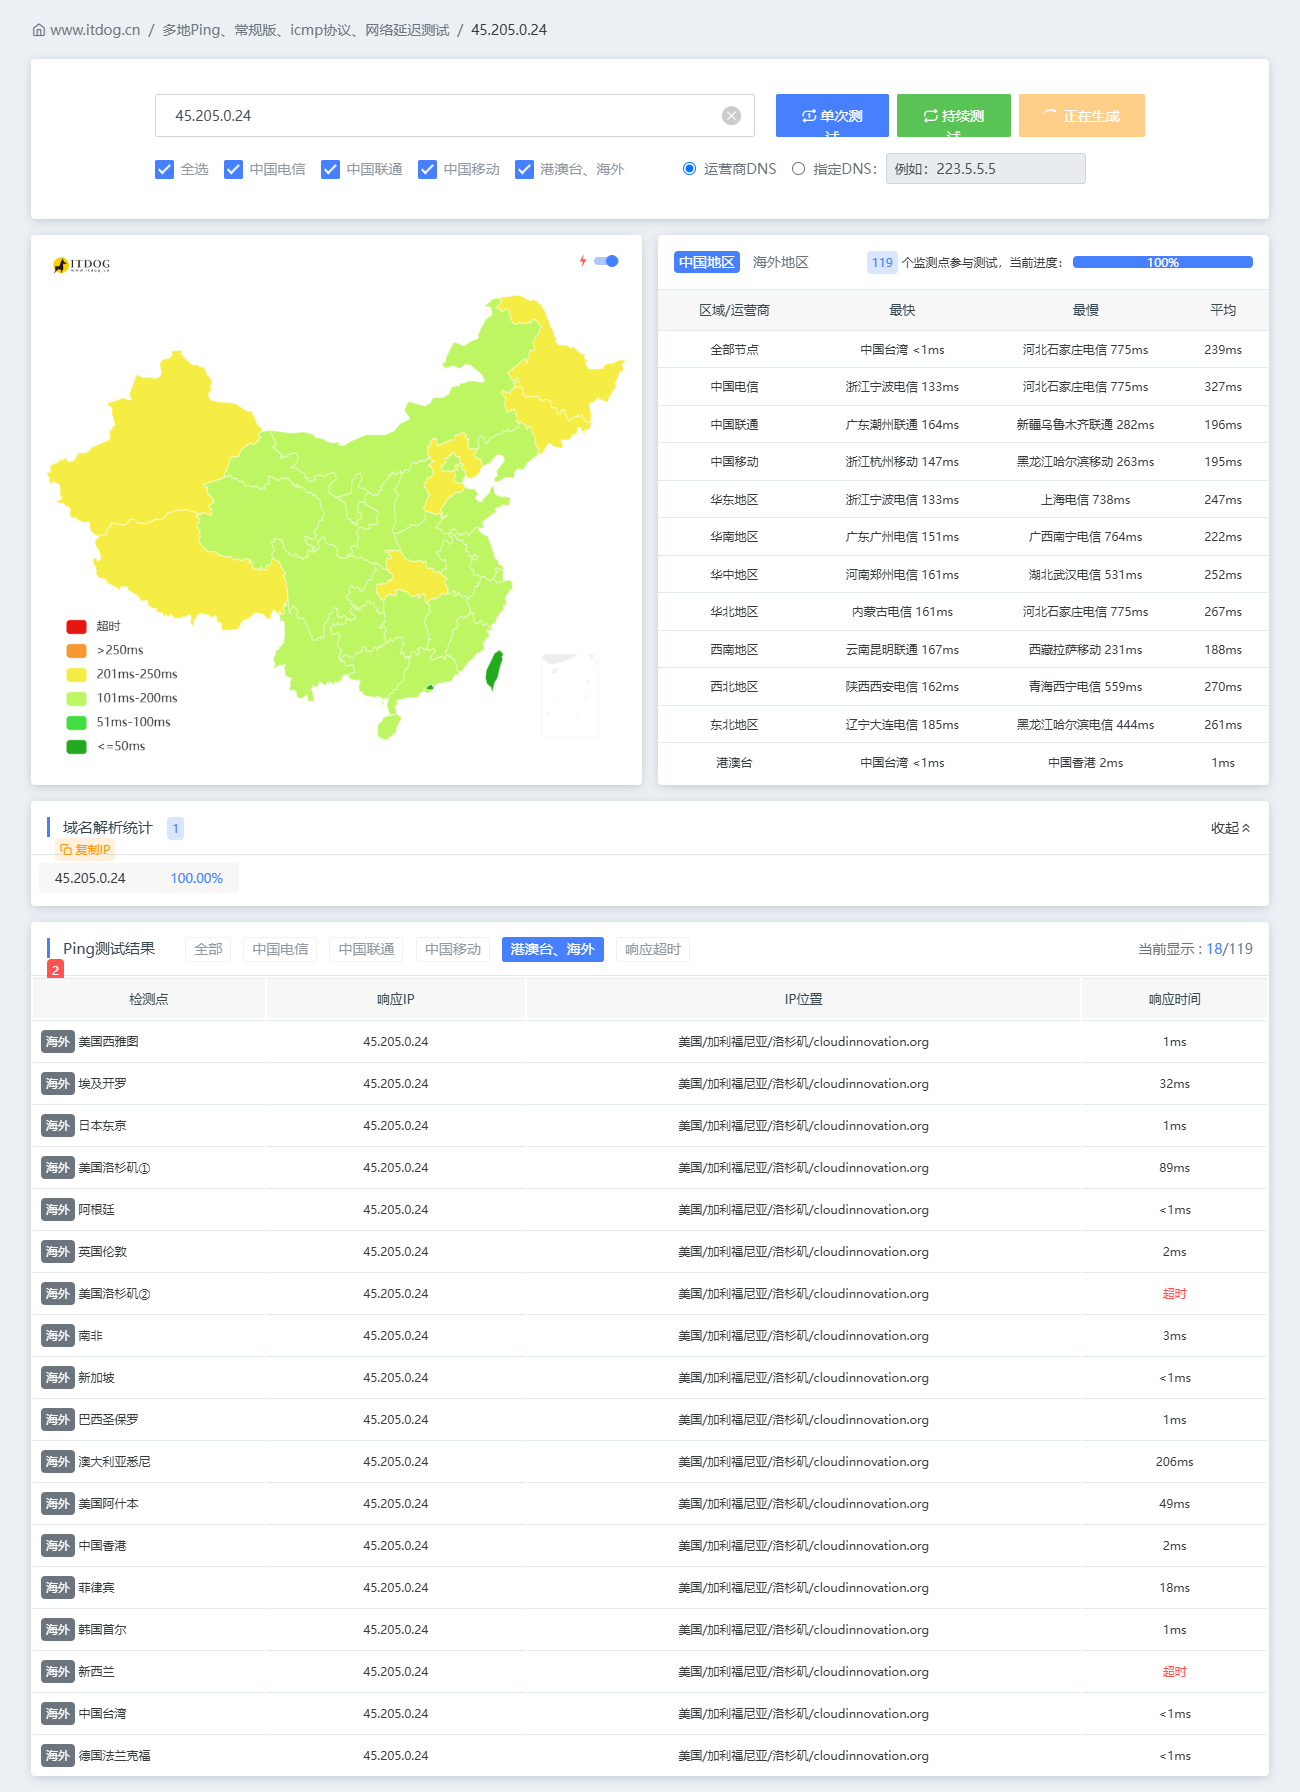 www.itdog.cn / 多地Ping、常规版、icmp协议、网络延迟测试 / 45.205.0.24
45.205.0.24
单次测试
持续测试
正在生成
全选 中国电信 中国联通 中国移动 港澳台、海外
运营商DNS 指定DNS: 例如：223.5.5.5
ITDOG
www.itdog.cn
超时
>250ms
201ms-250ms
101ms-200ms
51ms-100ms
<=50ms
中国地区 海外地区 119 个监测点参与测试，当前进度： 100%
区域/运营商 最快 最慢 平均
全部节点 中国台湾 <1ms 河北石家庄电信 775ms 239ms
中国电信 浙江宁波电信 133ms 河北石家庄电信 775ms 327ms
中国联通 广东潮州联通 164ms 新疆乌鲁木齐联通 282ms 196ms
中国移动 浙江杭州移动 147ms 黑龙江哈尔滨移动 263ms 195ms
华东地区 浙江宁波电信 133ms 上海电信 738ms 247ms
华南地区 广东广州电信 151ms 广西南宁电信 764ms 222ms
华中地区 河南郑州电信 161ms 湖北武汉电信 531ms 252ms
华北地区 内蒙古电信 161ms 河北石家庄电信 775ms 267ms
西南地区 云南昆明联通 167ms 西藏拉萨移动 231ms 188ms
西北地区 陕西西安电信 162ms 青海西宁电信 559ms 270ms
东北地区 辽宁大连电信 185ms 黑龙江哈尔滨电信 444ms 261ms
港澳台 中国台湾 <1ms 中国香港 2ms 1ms
域名解析统计 1 收起
复制IP
45.205.0.24 100.00%
Ping测试结果 全部 中国电信 中国联通 中国移动 港澳台、海外 响应超时 当前显示 : 18/119
2
检测点 响应IP IP位置 响应时间
海外 美国西雅图 45.205.0.24 美国/加利福尼亚/洛杉矶/cloudinnovation.org 1ms
海外 埃及开罗 45.205.0.24 美国/加利福尼亚/洛杉矶/cloudinnovation.org 32ms
海外 日本东京 45.205.0.24 美国/加利福尼亚/洛杉矶/cloudinnovation.org 1ms
海外 美国洛杉矶① 45.205.0.24 美国/加利福尼亚/洛杉矶/cloudinnovation.org 89ms
海外 阿根廷 45.205.0.24 美国/加利福尼亚/洛杉矶/cloudinnovation.org <1ms
海外 英国伦敦 45.205.0.24 美国/加利福尼亚/洛杉矶/cloudinnovation.org 2ms
海外 美国洛杉矶② 45.205.0.24 美国/加利福尼亚/洛杉矶/cloudinnovation.org 超时
海外 南非 45.205.0.24 美国/加利福尼亚/洛杉矶/cloudinnovation.org 3ms
海外 新加坡 45.205.0.24 美国/加利福尼亚/洛杉矶/cloudinnovation.org <1ms
海外 巴西圣保罗 45.205.0.24 美国/加利福尼亚/洛杉矶/cloudinnovation.org 1ms
海外 澳大利亚悉尼 45.205.0.24 美国/加利福尼亚/洛杉矶/cloudinnovation.org 206ms
海外 美国阿什本 45.205.0.24 美国/加利福尼亚/洛杉矶/cloudinnovation.org 49ms
海外 中国香港 45.205.0.24 美国/加利福尼亚/洛杉矶/cloudinnovation.org 2ms
海外 菲律宾 45.205.0.24 美国/加利福尼亚/洛杉矶/cloudinnovation.org 18ms
海外 韩国首尔 45.205.0.24 美国/加利福尼亚/洛杉矶/cloudinnovation.org 1ms
海外 新西兰 45.205.0.24 美国/加利福尼亚/洛杉矶/cloudinnovation.org 超时
海外 中国台湾 45.205.0.24 美国/加利福尼亚/洛杉矶/cloudinnovation.org <1ms
海外 德国法兰克福 45.205.0.24 美国/加利福尼亚/洛杉矶/cloudinnovation.org <1ms